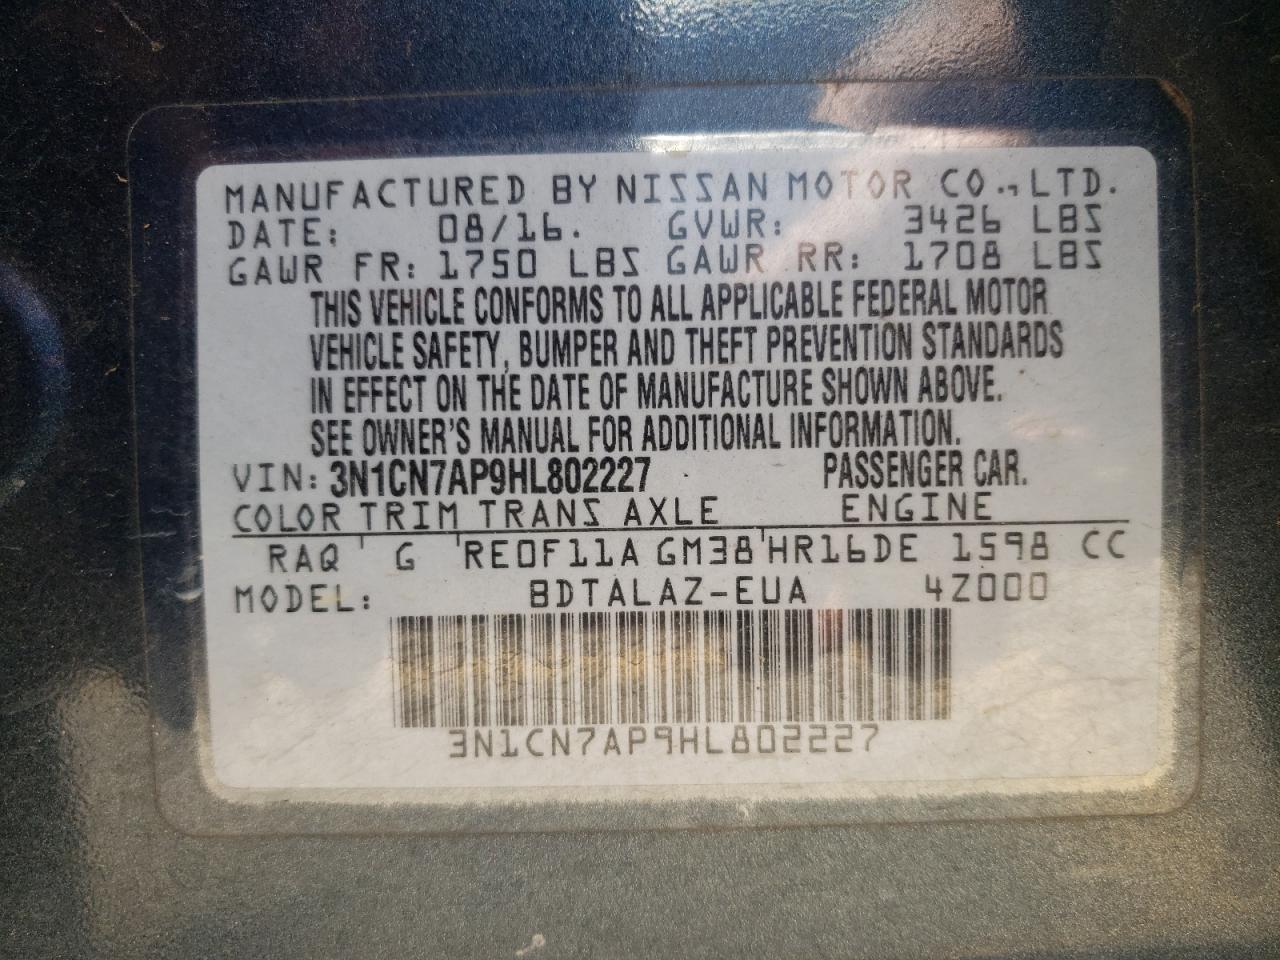 MANUFACTURED BY NISSAN MOTOR CO., LTD.
DATE: 08/16. GVWR: 3426 LBS
GAWR FR: 1750 LBS GAWR RR: 1708 LBS
THIS VEHICLE CONFORMS TO ALL APPLICABLE FEDERAL MOTOR
VEHICLE SAFETY, BUMPER AND THEFT PREVENTION STANDARDS
IN EFFECT ON THE DATE OF MANUFACTURE SHOWN ABOVE.
SEE OWNER'S MANUAL FOR ADDITIONAL INFORMATION.
VIN: 3N1CN7AP9HL802227 PASSENGER CAR.
COLOR TRIM TRANS AXLE ENGINE
RAQ G RE0F11A GM38 HR16DE 1598 CC
MODEL: BDTALAZ-EUA 4Z000
3N1CN7AP9HL802227